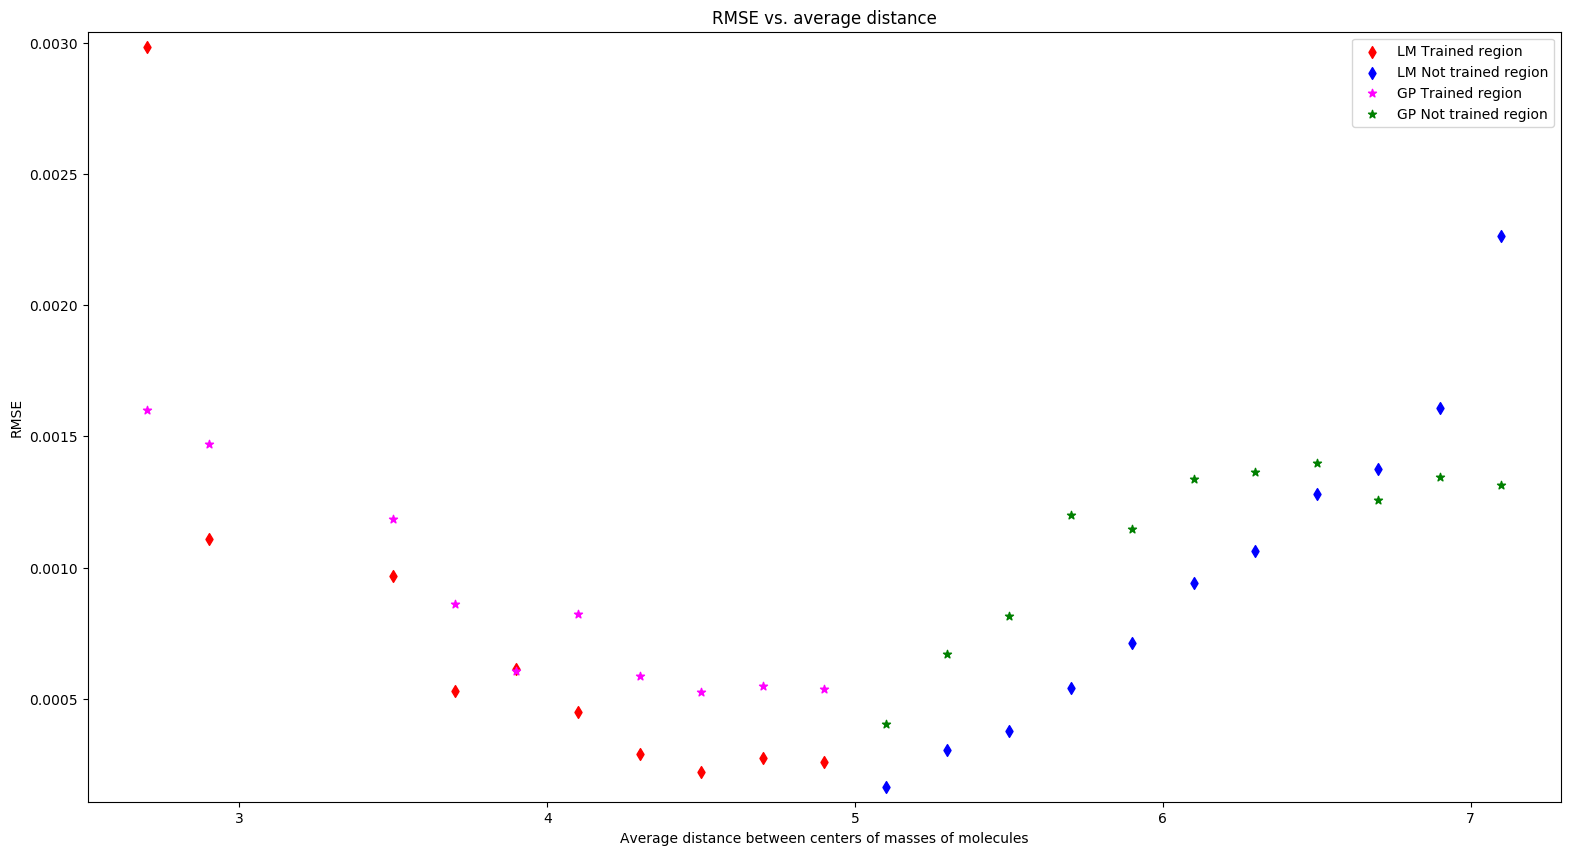 RMSE vs. average distance
LM Trained region
LM Not trained region
GP Trained region
GP Not trained region
RMSE
0.0030
0.0025
0.0020
0.0015
0.0010
0.0005
3 4 5 6 7
Average distance between centers of masses of molecules